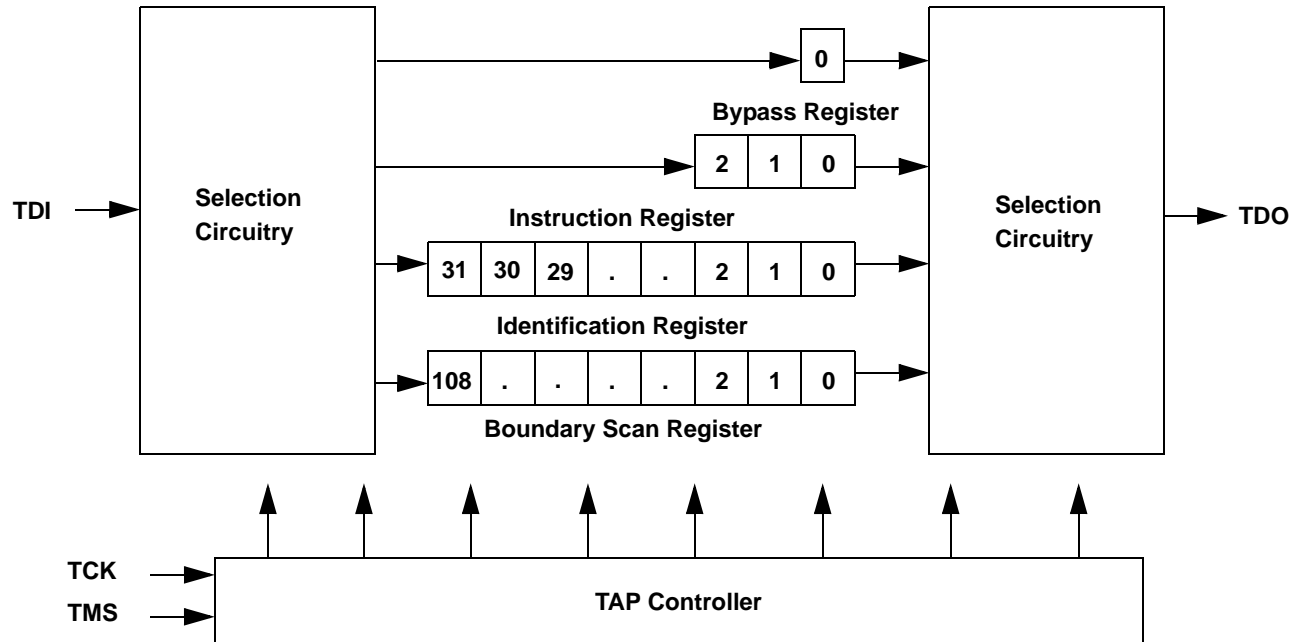 0
Bypass Register
2 1 0
TDI
Selection
Circuitry
Selection
Circuitry
TDO
Instruction Register
31 30 29 . . 2 1 0
Identification Register
108 . . . . 2 1 0
Boundary Scan Register
TCK
TMS
TAP Controller